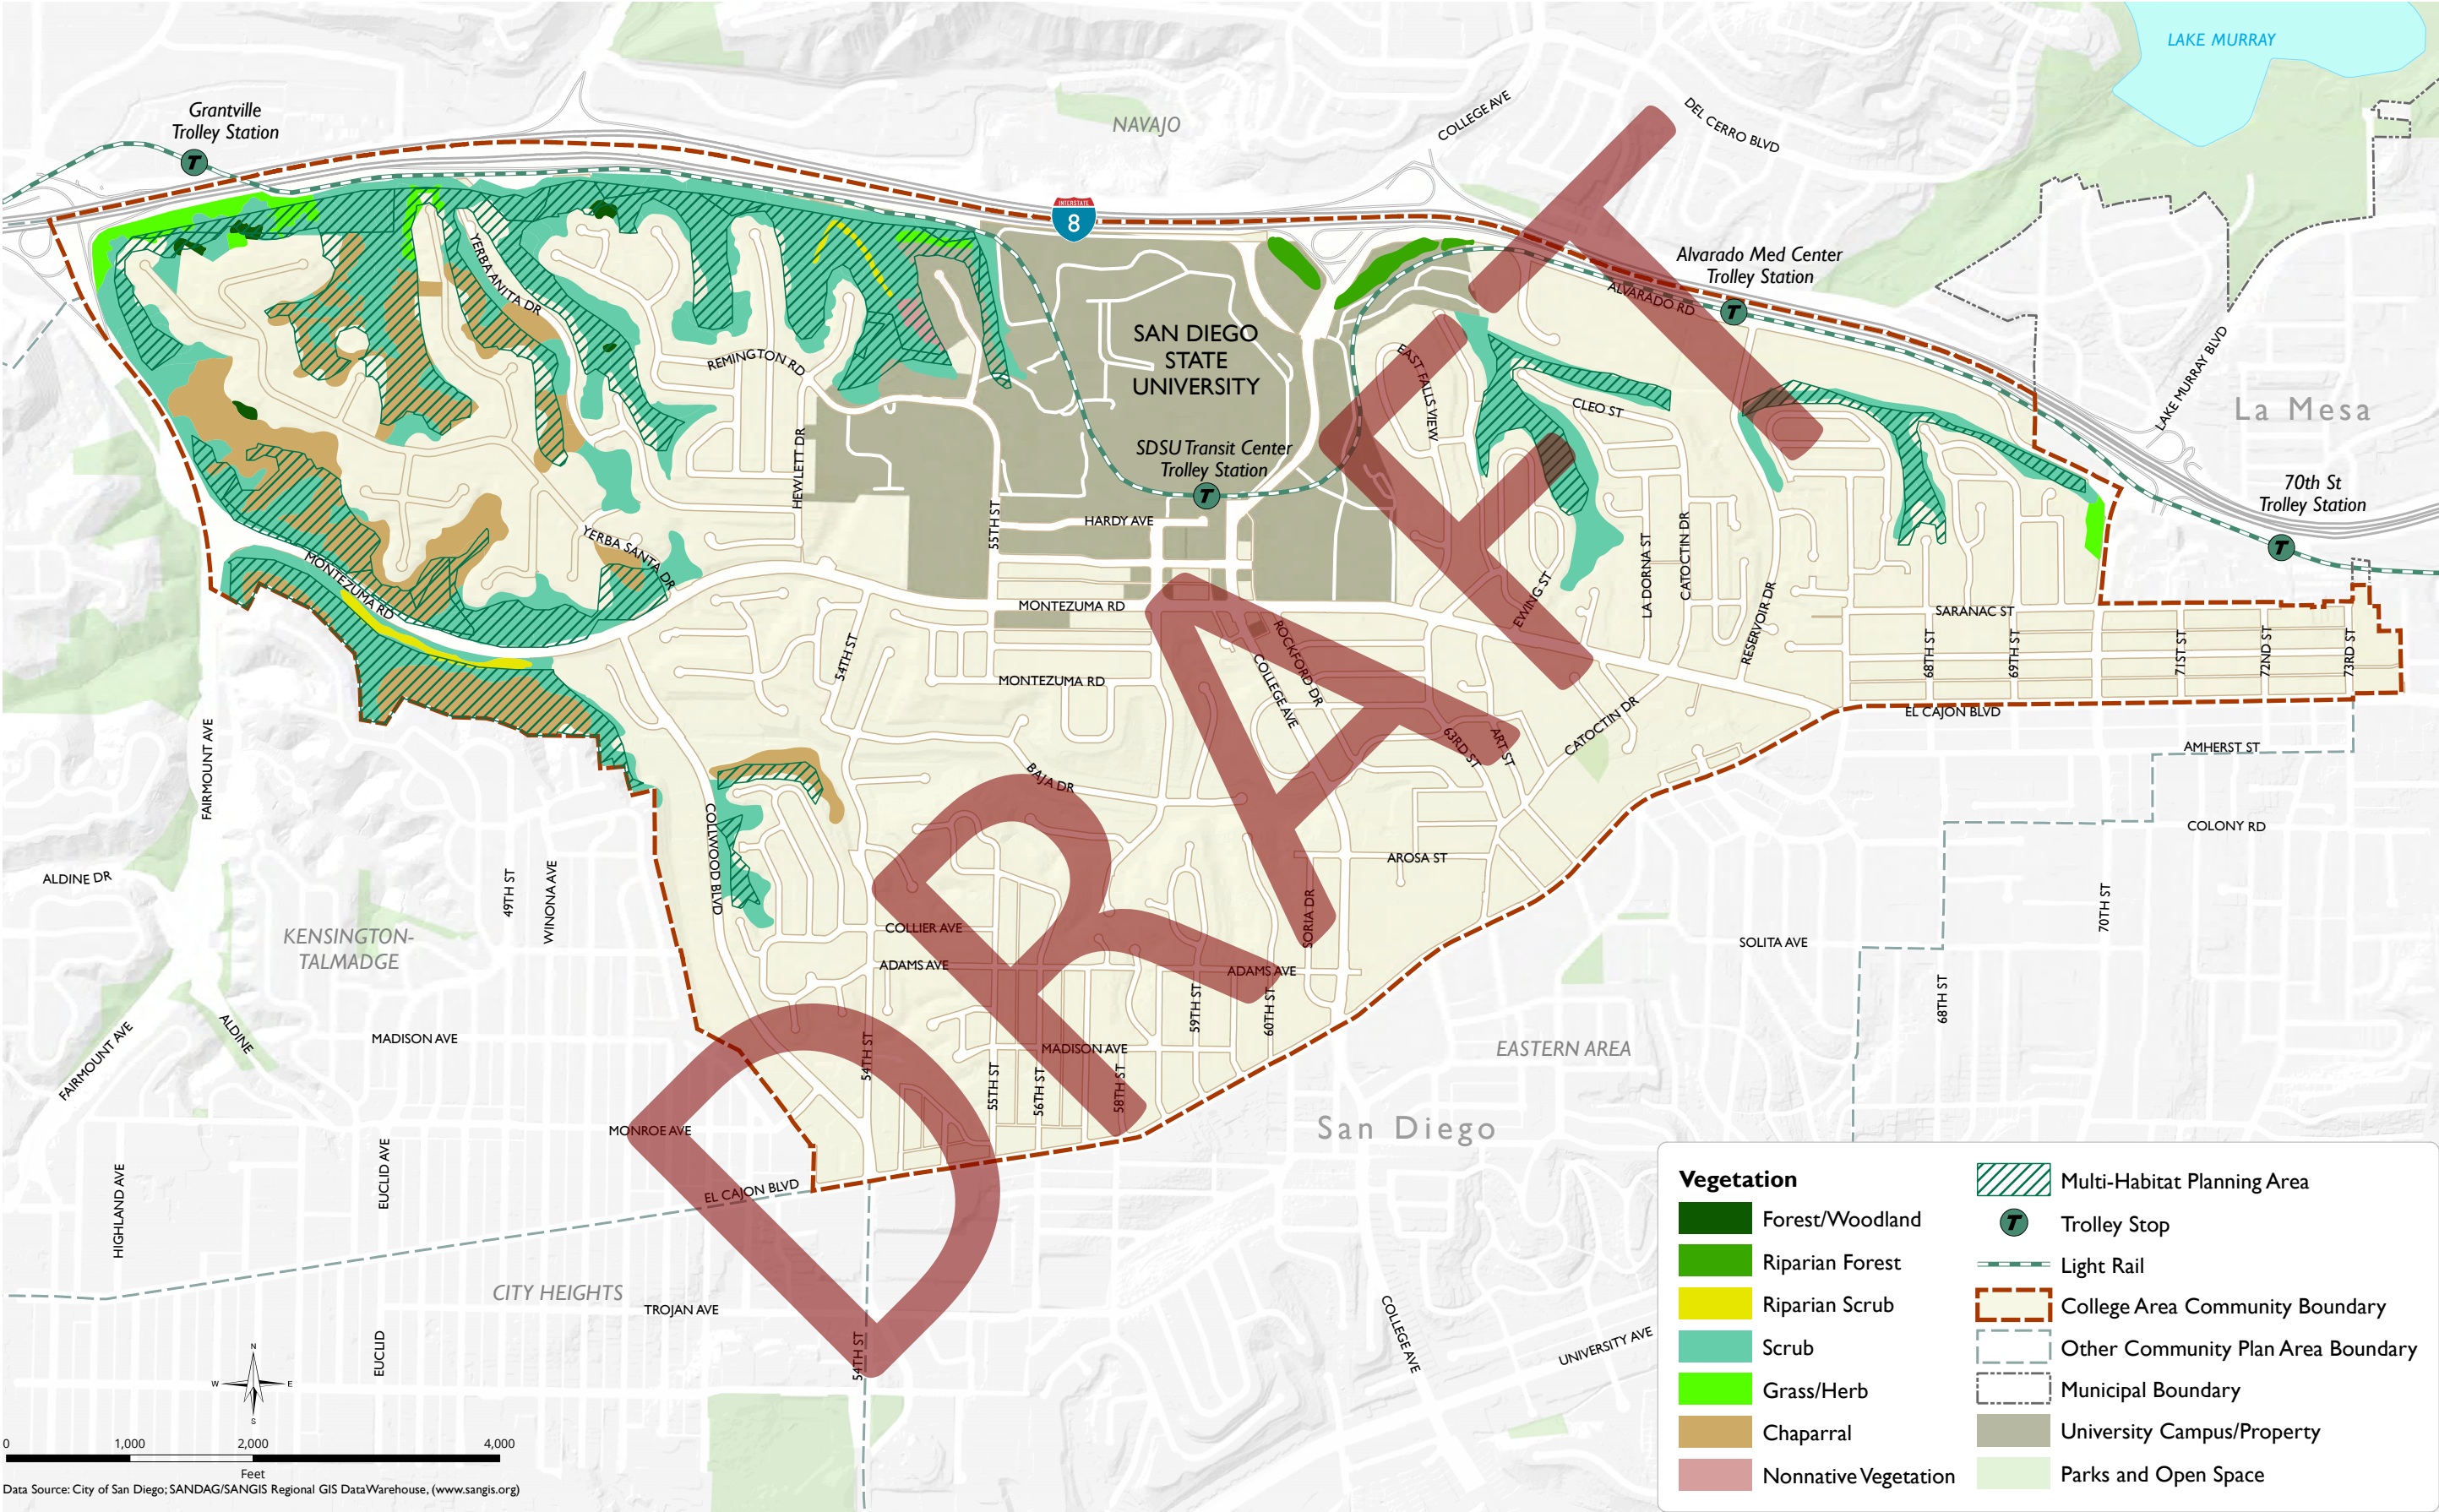 LAKE MURRAY
Grantville
Trolley Station
NAVAJO
COLLEGE AVE
DEL CERRO BLVD
INTERSTATE
8
Alvarado Med Center
Trolley Station
ALVARADO RD
YERBA ANITA DR
REMINGTON RD
SAN DIEGO
STATE
UNIVERSITY
EAST FALLS VIEW
CLEO ST
LAKE MURRAY BLVD
La Mesa
HEWLETT DR
SDSU Transit Center
Trolley Station
70th St
Trolley Station
55TH ST
HARDY AVE
YERBA SANTA DR
MONTEZUMA RD
MONTEZUMA RD
EWING ST
LA DORNA ST
CATOCTIN DR
RESERVOIR DR
SARANAC ST
68TH ST
69TH ST
71ST ST
72ND ST
73RD ST
54TH ST
MONTEZUMA RD
ROCKFORD DR
COLLEGE AVE
63RD ST
ART ST
CATOCTIN DR
EL CAJON BLVD
AMHERST ST
FAIRMOUNT AVE
BAJA DR
COLLWOOD BLVD
COLONY RD
AROSA ST
ALDINE DR
49TH ST
WINONA AVE
KENSINGTON-
TALMADGE
COLLIER AVE
SORIA DR
SOLITA AVE
70TH ST
ADAMS AVE
ADAMS AVE
59TH ST
60TH ST
68TH ST
FAIRMOUNT AVE
ALDINE
MADISON AVE
54TH ST
MADISON AVE
EASTERN AREA
55TH ST
56TH ST
58TH ST
MONROE AVE
San Diego
HIGHLAND AVE
EUCLID AVE
EL CAJON BLVD
CITY HEIGHTS
TROJAN AVE
EUCLID
54TH ST
COLLEGE AVE
UNIVERSITY AVE
DRAFT
Vegetation
Forest/Woodland
Riparian Forest
Riparian Scrub
Scrub
Grass/Herb
Chaparral
Nonnative Vegetation
Multi-Habitat Planning Area
T
Trolley Stop
Light Rail
College Area Community Boundary
Other Community Plan Area Boundary
Municipal Boundary
University Campus/Property
Parks and Open Space
N
W E
S
0 1,000 2,000 4,000
Feet
Data Source: City of San Diego; SANDAG/SANGIS Regional GIS DataWarehouse, (www.sangis.org)